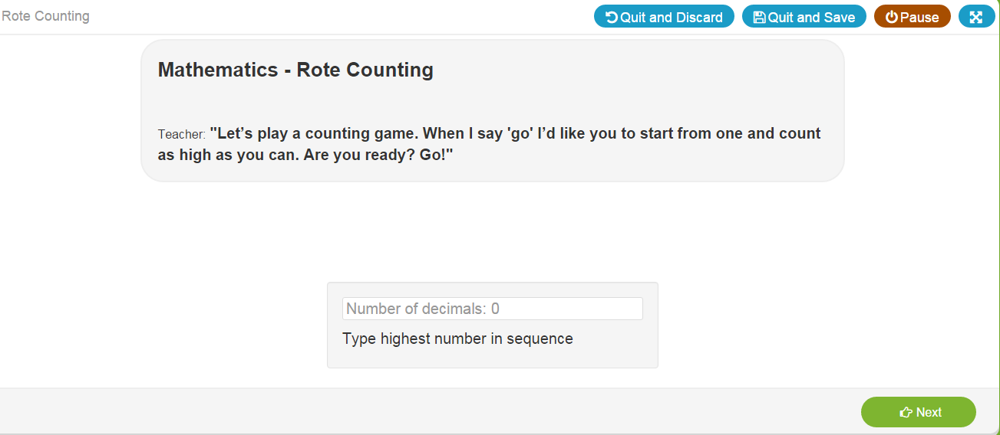 Rote Counting
Quit and Discard
Quit and Save
Pause
Mathematics - Rote Counting
Teacher: "Let’s play a counting game. When I say 'go' I’d like you to start from one and count
as high as you can. Are you ready? Go!"
Number of decimals: 0
Type highest number in sequence
Next